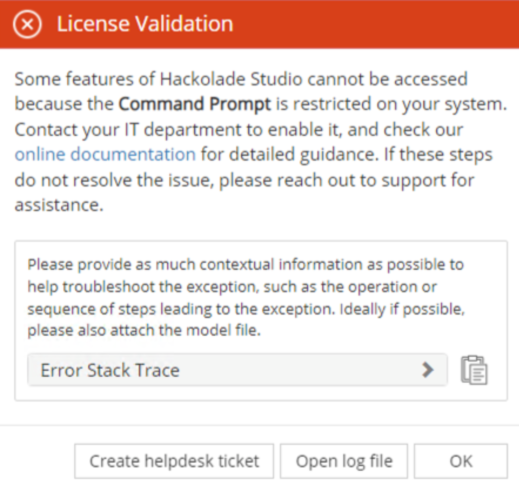 License Validation
Some features of Hackolade Studio cannot be accessed
because the Command Prompt is restricted on your system.
Contact your IT department to enable it, and check our
online documentation for detailed guidance. If these steps
do not resolve the issue, please reach out to support for
assistance.
Please provide as much contextual information as possible to
help troubleshoot the exception, such as the operation or
sequence of steps leading to the exception. Ideally if possible,
please also attach the model file.
Error Stack Trace
Create helpdesk ticket
Open log file
OK